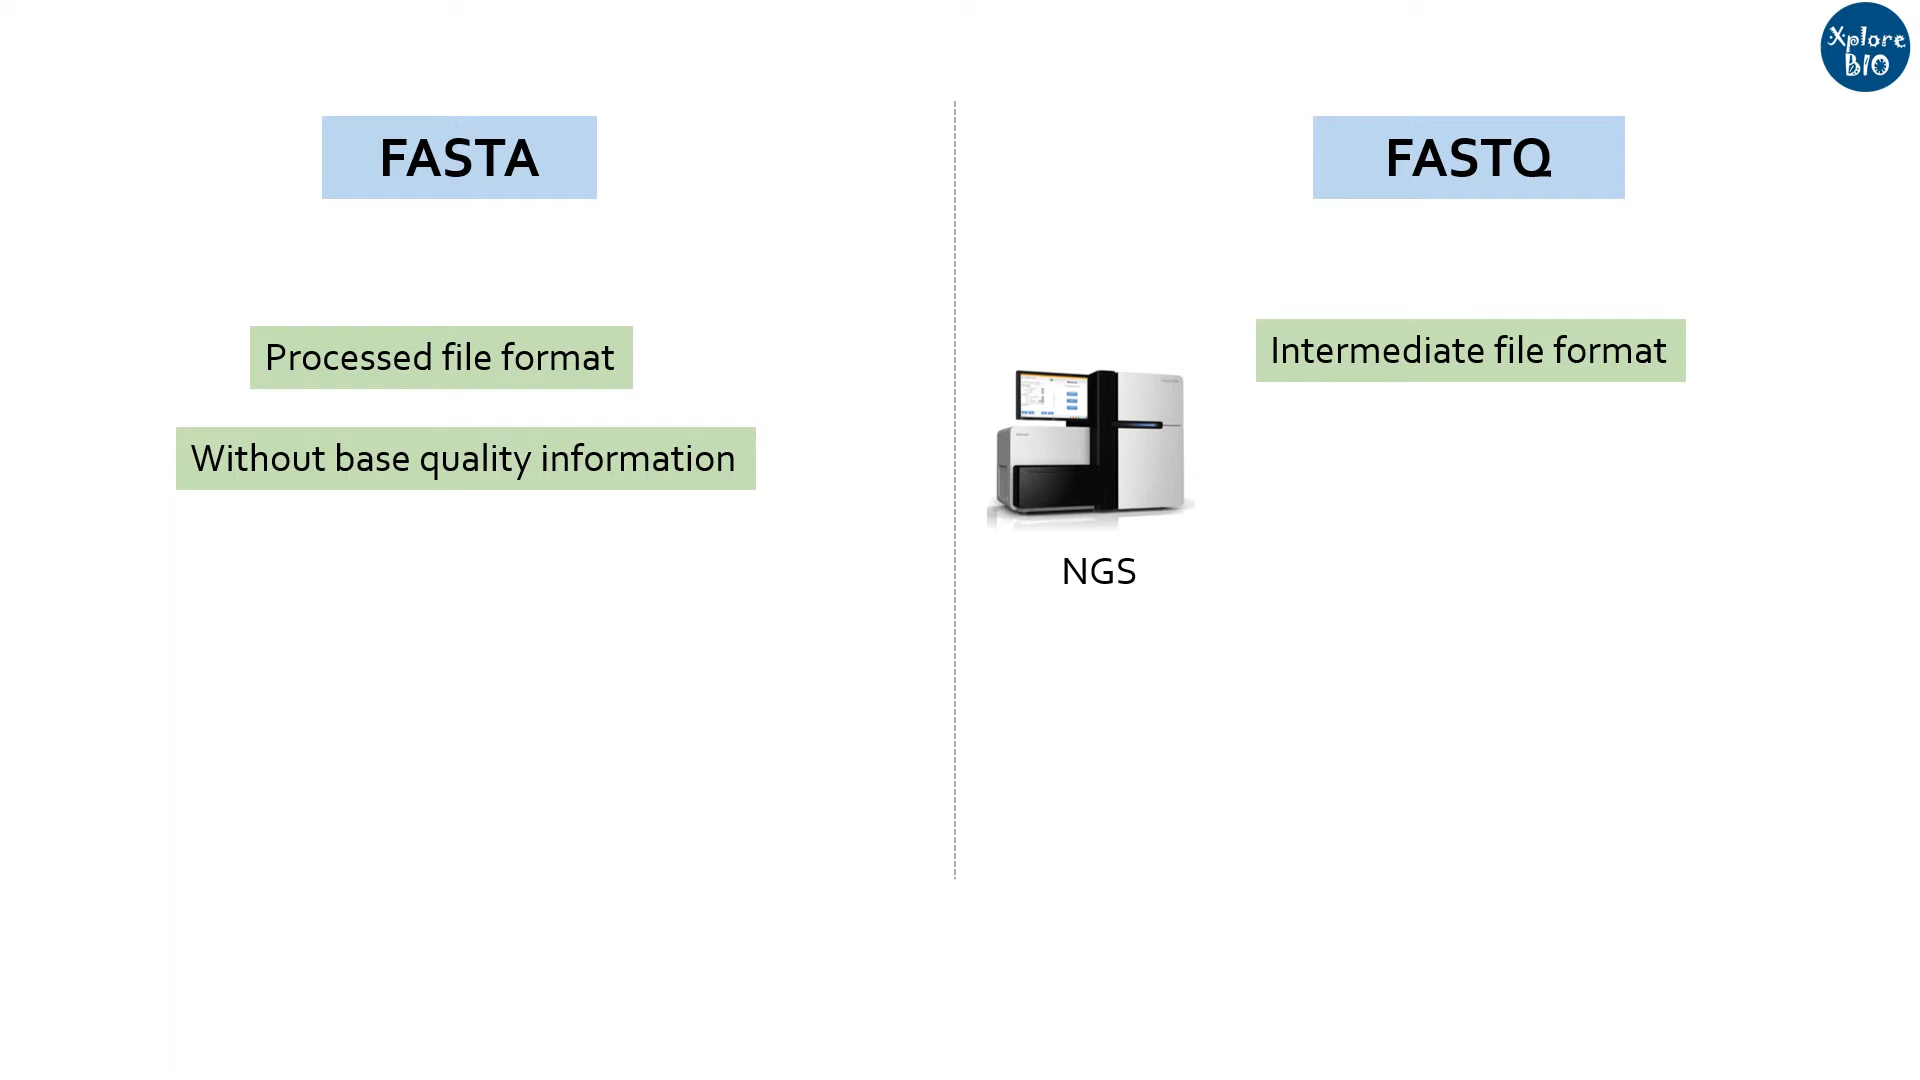 Xplore
BIO
FASTA
FASTQ
Processed file format
Intermediate file format
Without base quality information
NGS